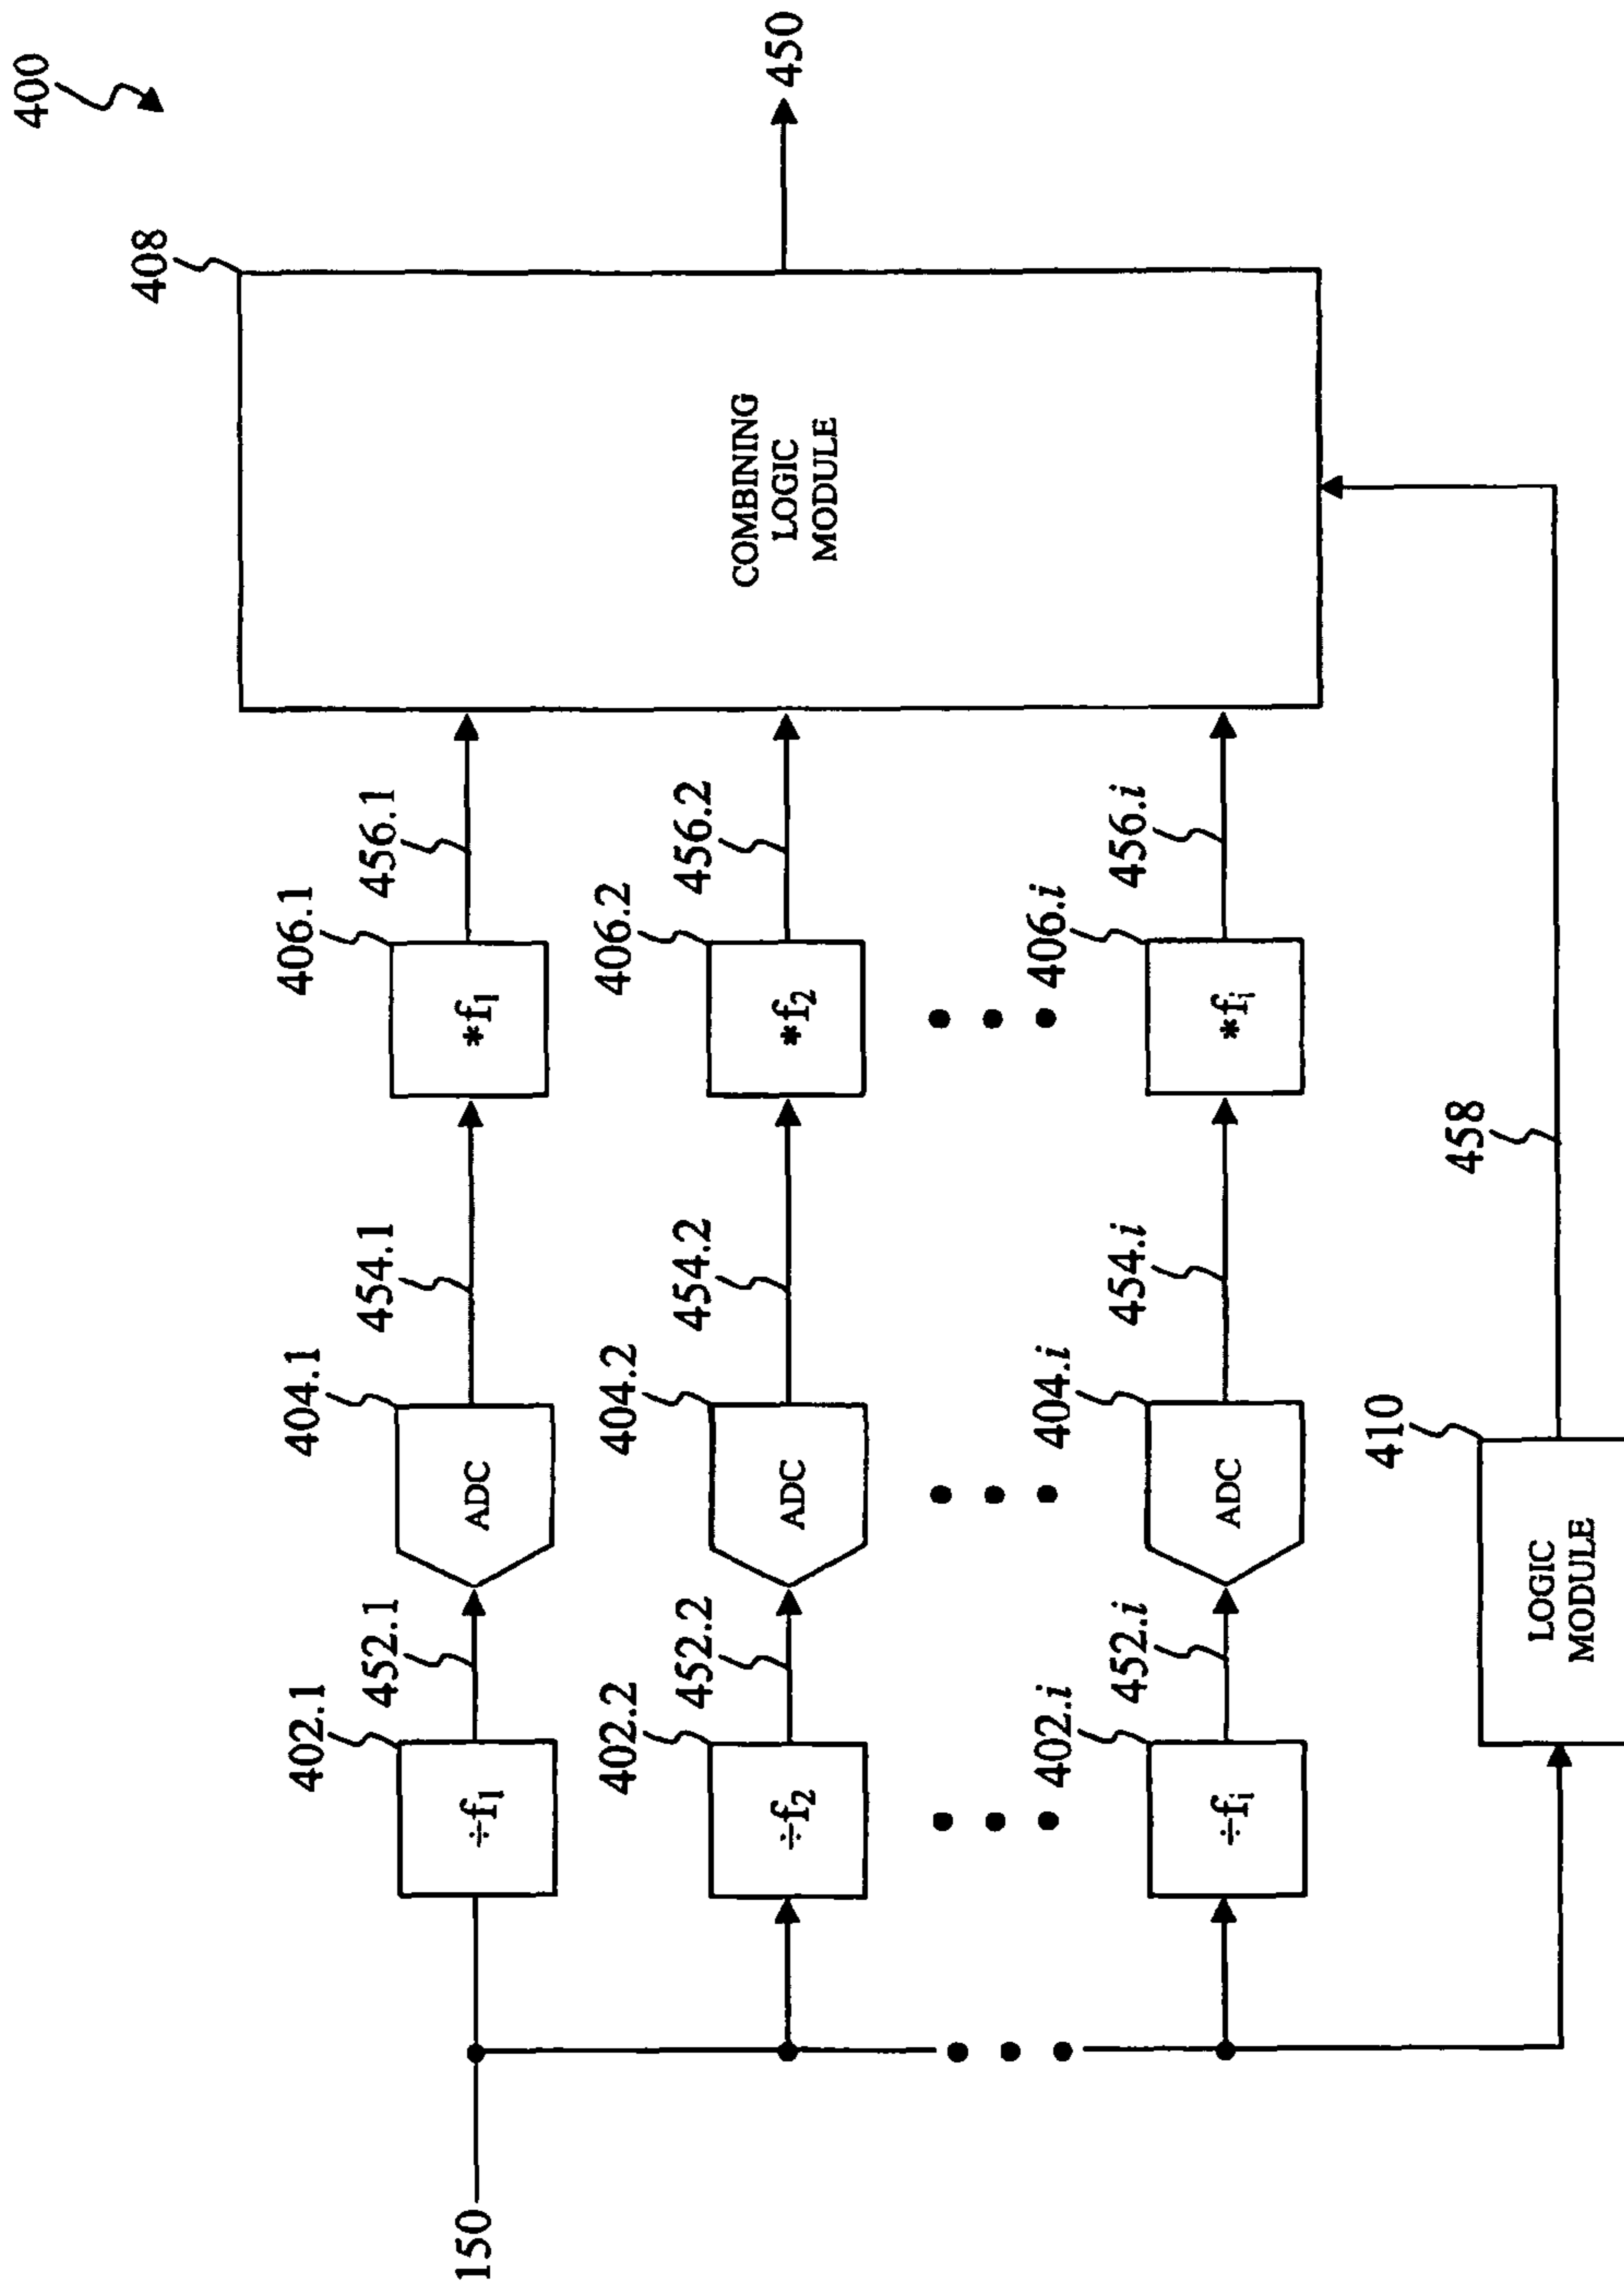 400
408
450
COMBINING
LOGIC
MODULE
402.1
452.1
404.1
454.1
406.1
456.1
÷f₁
ADC
*f₁
150
402.2
452.2
404.2
454.2
406.2
456.2
÷f₂
ADC
*f₂
402.i
452.i
404.i
454.i
406.i
456.i
÷fᵢ
ADC
*fᵢ
410
458
LOGIC
MODULE